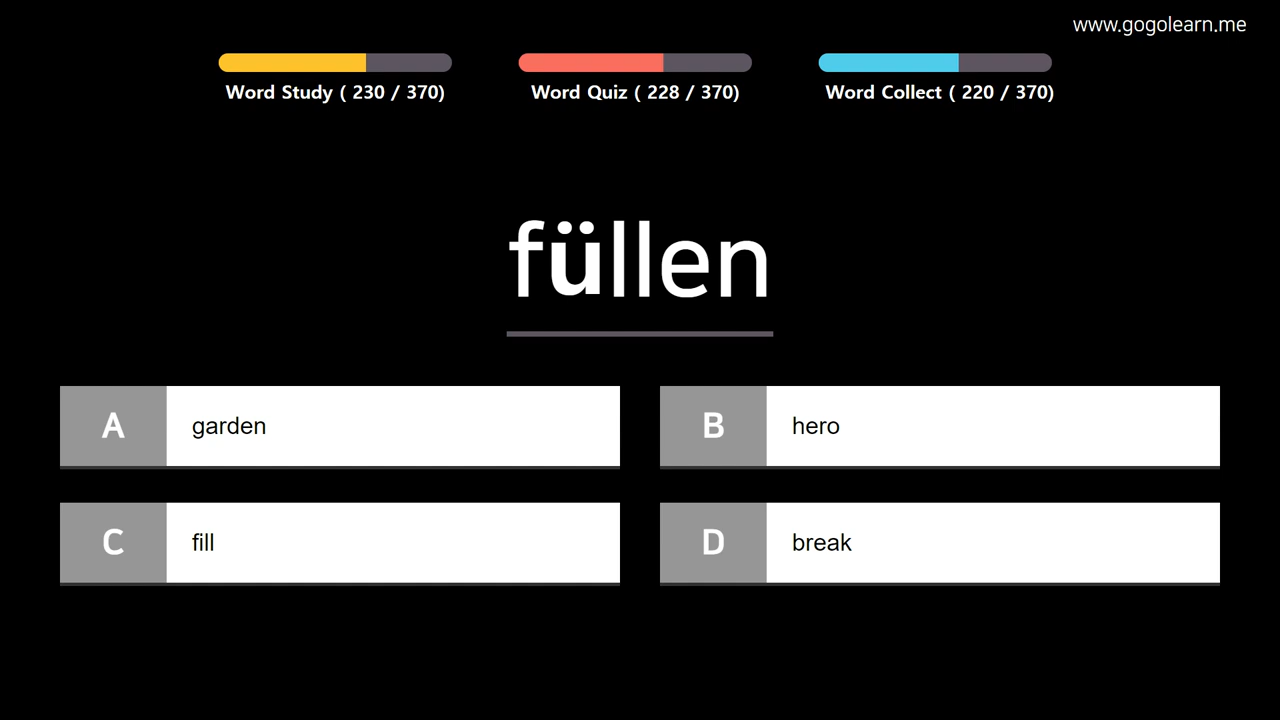 www.gogolearn.me
Word Study ( 230 / 370)
Word Quiz ( 228 / 370)
Word Collect ( 220 / 370)
füllen
A garden
B hero
C fill
D break